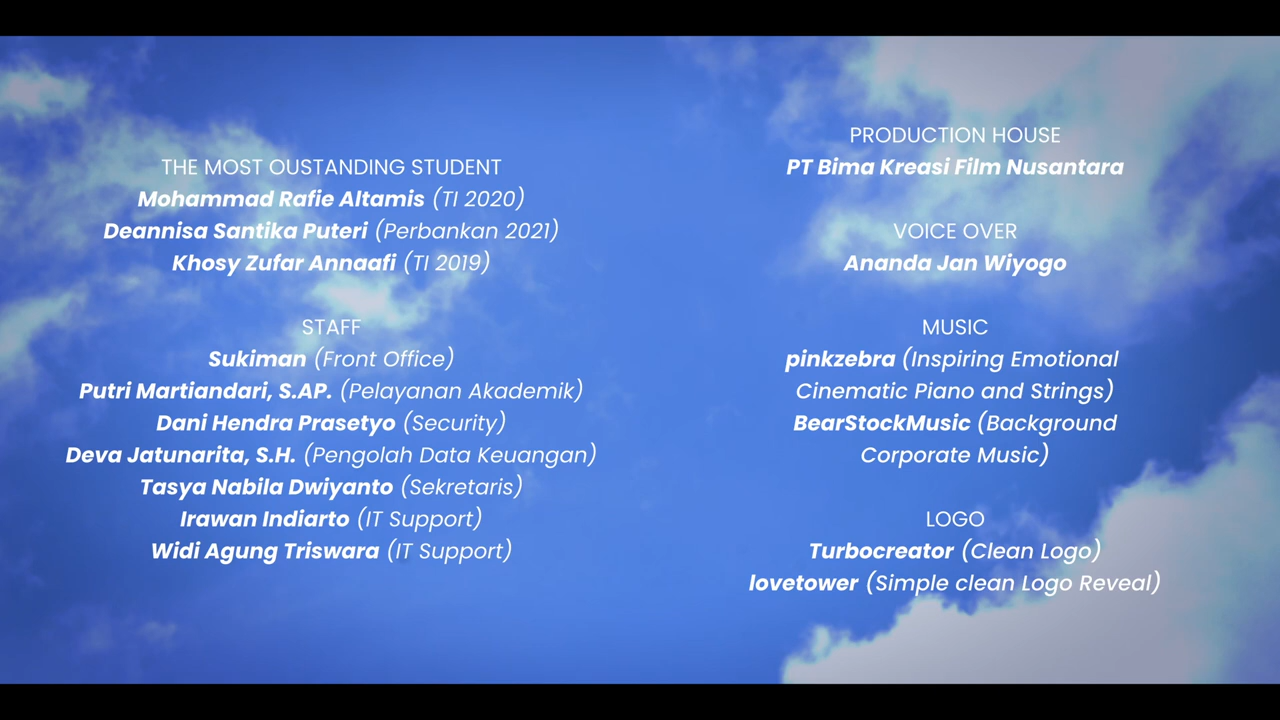 THE MOST OUSTANDING STUDENT
Mohammad Rafie Altamis (TI 2020)
Deannisa Santika Puteri (Perbankan 2021)
Khosy Zufar Annaafi (TI 2019)
STAFF
Sukiman (Front Office)
Putri Martiandari, S.AP. (Pelayanan Akademik)
Dani Hendra Prasetyo (Security)
Deva Jatunarita, S.H. (Pengolah Data Keuangan)
Tasya Nabila Dwiyanto (Sekretaris)
Irawan Indiarto (IT Support)
Widi Agung Triswara (IT Support)
PRODUCTION HOUSE
PT Bima Kreasi Film Nusantara
VOICE OVER
Ananda Jan Wiyogo
MUSIC
pinkzebra (Inspiring Emotional
Cinematic Piano and Strings)
BearStockMusic (Background
Corporate Music)
LOGO
Turbocreator (Clean Logo)
lovetower (Simple clean Logo Reveal)